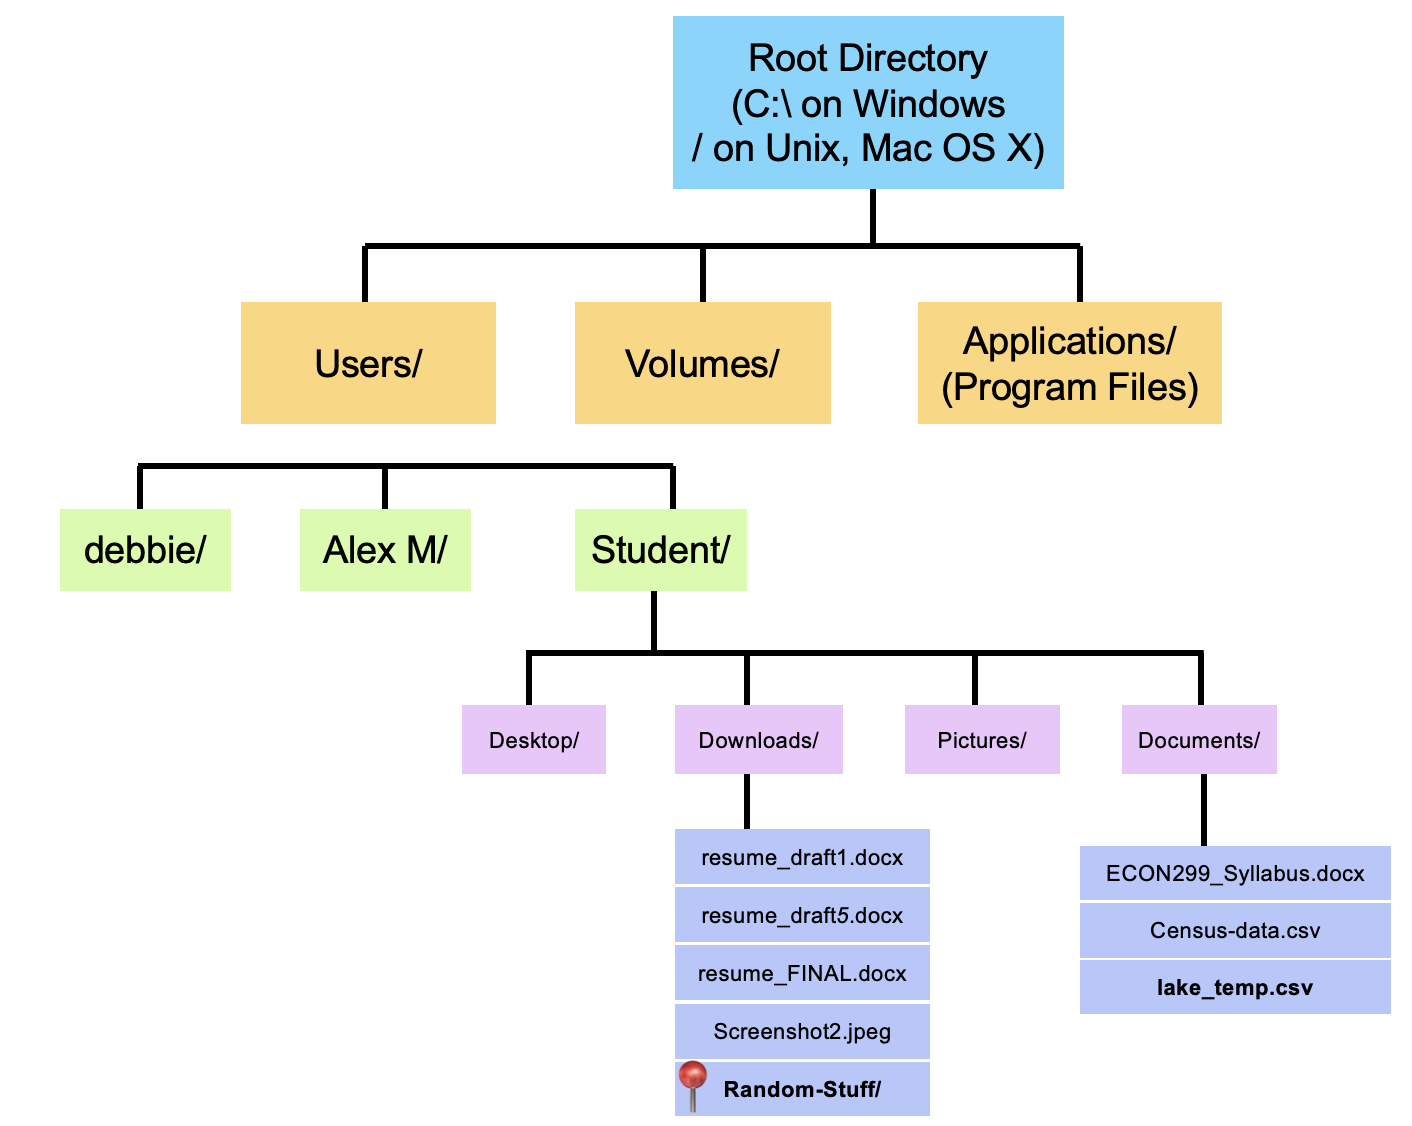 Root Directory
(C:\ on Windows
/ on Unix, Mac OS X)
Users/
Volumes/
Applications/
(Program Files)
debbie/
Alex M/
Student/
Desktop/
Downloads/
Pictures/
Documents/
resume_draft1.docx
resume_draft5.docx
resume_FINAL.docx
Screenshot2.jpeg
Random-Stuff/
ECON299_Syllabus.docx
Census-data.csv
lake_temp.csv